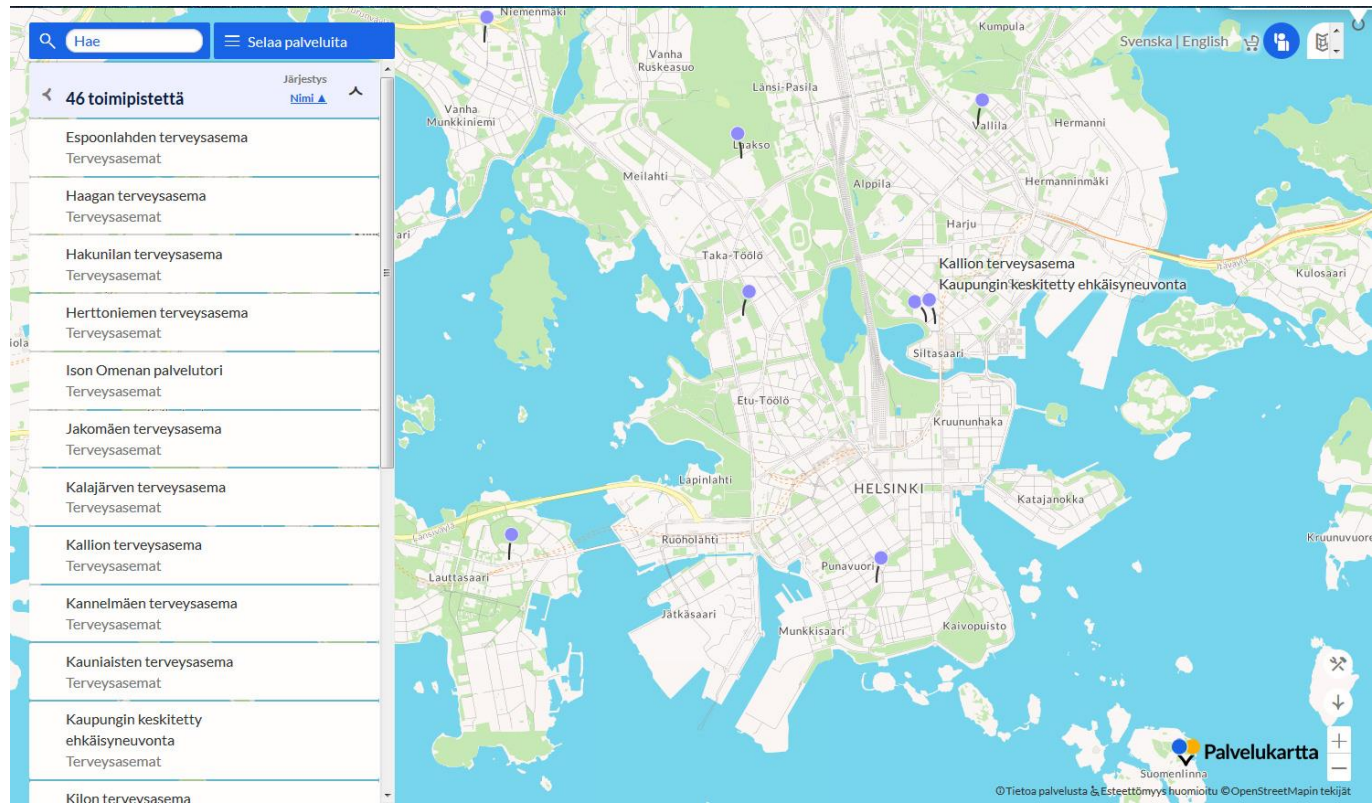 Hae
Selaa palveluita
Järjestys
46 toimipistettä
Nimi ▲
Espoonlahden terveysasema
Terveysasemat
Haagan terveysasema
Terveysasemat
Hakunilan terveysasema
Terveysasemat
Herttoniemen terveysasema
Terveysasemat
Ison Omenan palvelutori
Terveysasemat
Jakomäen terveysasema
Terveysasemat
Kalajärven terveysasema
Terveysasemat
Kallion terveysasema
Terveysasemat
Kannelmäen terveysasema
Terveysasemat
Kauniaisten terveysasema
Terveysasemat
Kaupungin keskitetty
ehkäisyneuvonta
Terveysasemat
Kilon terveysasema
Svenska | English
Niemenmäki
Kumpula
Vanha
Ruskeasuo
Länsi-Pasila
Vanha
Munkkiniemi
Vallila
Hermanni
Laakso
Meilahti
Alppila
Hermanninmäki
Harju
Taka-Töölö
Kallion terveysasema
Kaupungin keskitetty ehkäisyneuvonta
Itäväylä
Kulosaari
Siltasaari
Etu-Töölö
Kruununhaka
Lapinlahti
HELSINKI
Katajanokka
Länsiväylä
Ruoholahti
Kruunuvuore
Punavuori
Lauttasaari
Jätkäsaari
Munkkisaari
Kaivopuisto
Palvelukartta
Suomenlinna
Tietoa palvelusta
Esteettömyys huomioitu
© OpenStreetMapin tekijät